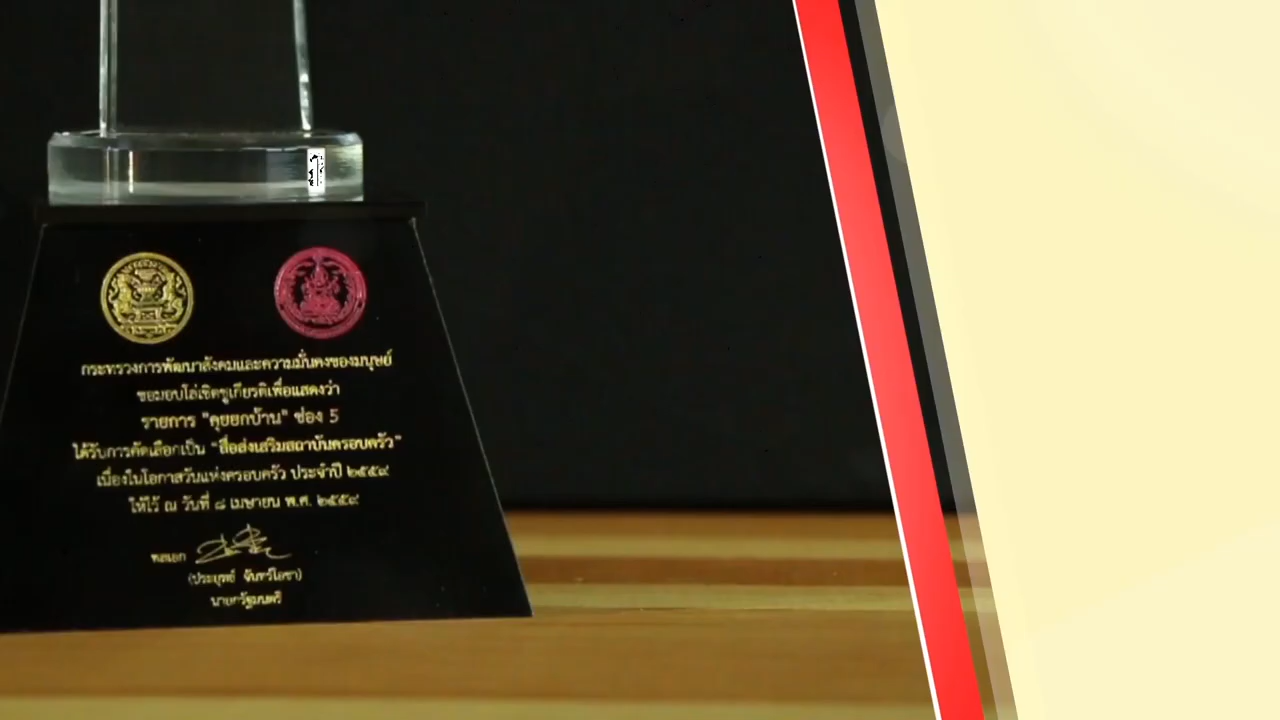 กระทรวงการพัฒนาสังคมและความมั่นคงของมนุษย์
ขอมอบโล่เชิดชูเกียรติเพื่อแสดงว่า
รายการ "คุยยกบ้าน" ช่อง 5
ได้รับการคัดเลือกเป็น "สื่อส่งเสริมสถาบันครอบครัว"
เนื่องในโอกาสวันแห่งครอบครัว ประจำปี ๒๕๕๙
ให้ไว้ ณ วันที่ ๘ เมษายน พ.ศ. ๒๕๕๙
พลเอก
(ประยุทธ์ จันทร์โอชา)
นายกรัฐมนตรี